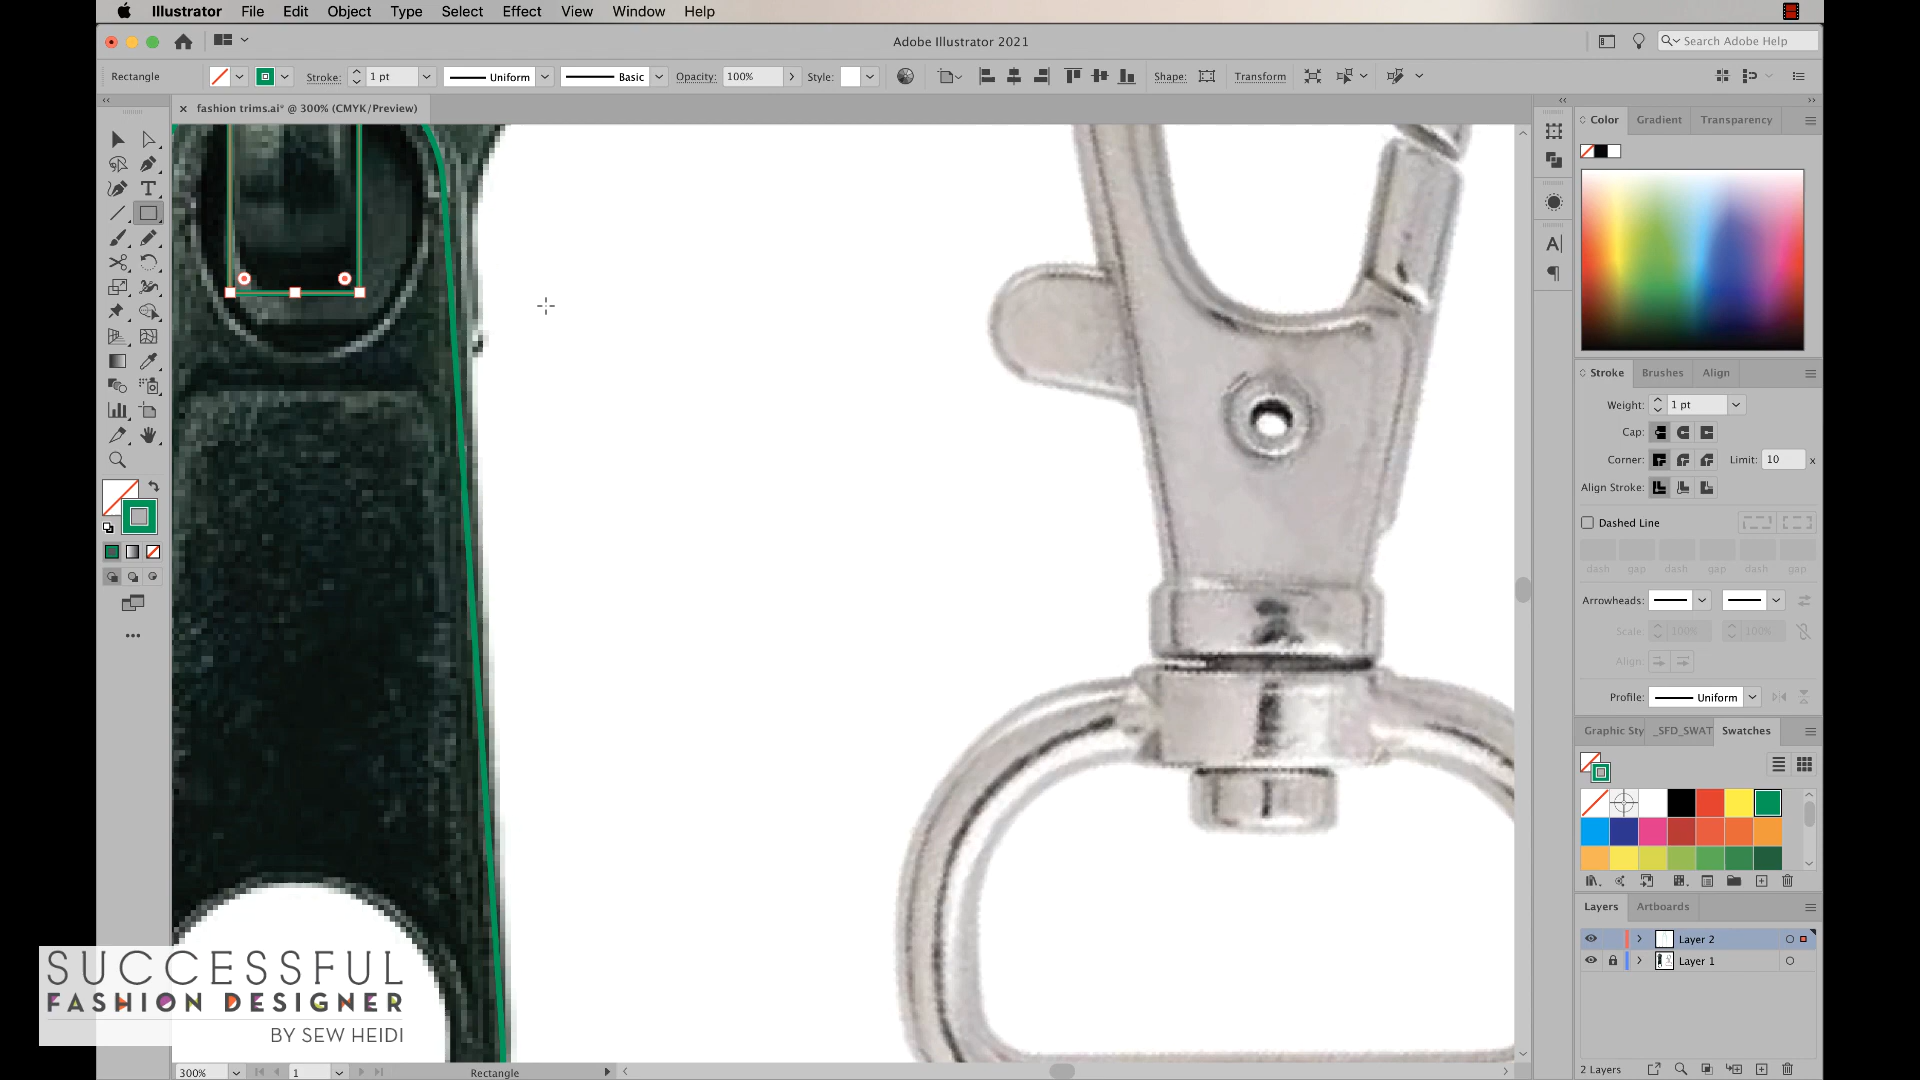 Illustrator File Edit Object Type Select Effect View Window Help
Adobe Illustrator 2021
Search Adobe Help
Rectangle Stroke: 1 pt Uniform Basic Opacity: 100% Style: Shape: Transform
× fashion trims.ai* @ 300% (CMYK/Preview)
Color Gradient Transparency
Stroke Brushes Align
Weight: 1 pt
Cap:
Corner: Limit: 10 x
Align Stroke:
Dashed Line
dash gap dash gap dash gap
Arrowheads:
Scale: 100% 100%
Align:
Profile: Uniform
Graphic Sty _SFD_SWAT Swatches
Layers Artboards
Layer 2
Layer 1
2 Layers
SUCCESSFUL
FASHION DESIGNER
BY SEW HEIDI
300% 1 Rectangle